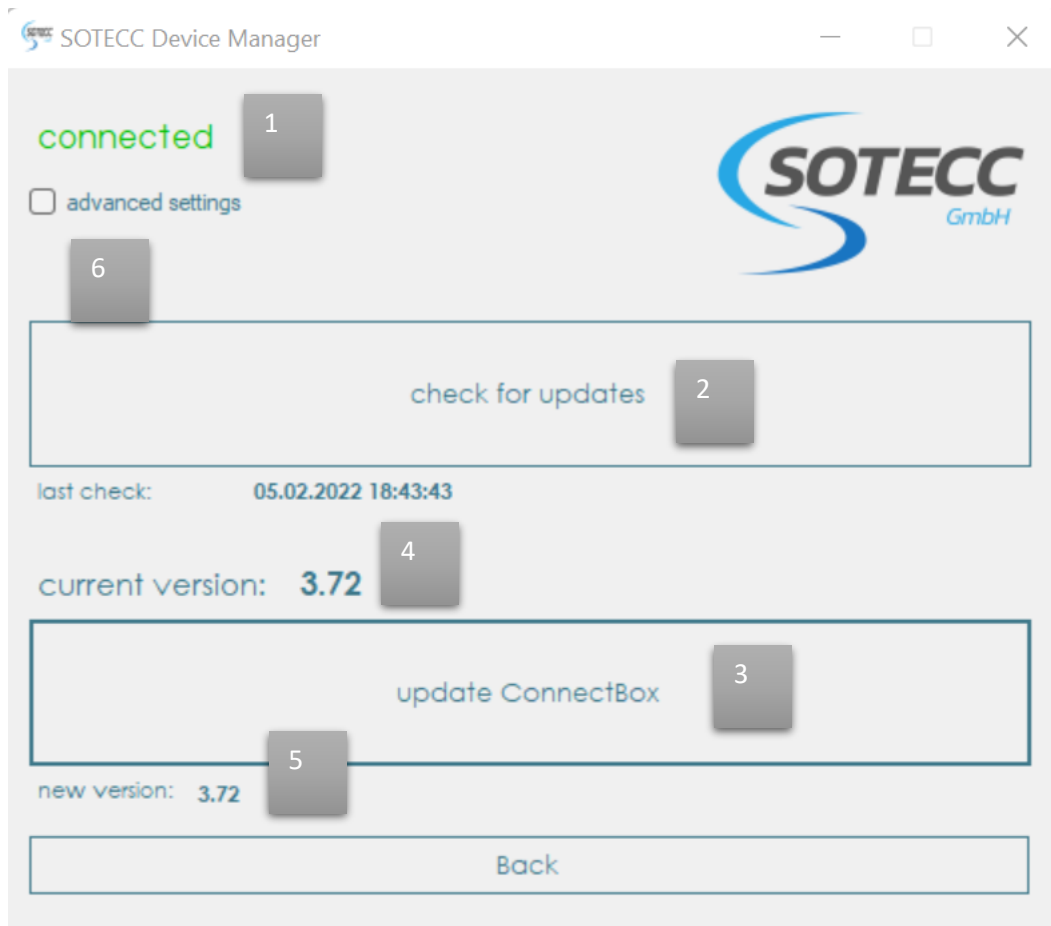 SOTECC SOTECC Device Manager
connected 1
advanced settings
SOTECC
GmbH
6
check for updates 2
last check: 05.02.2022 18:43:43
4
current version: 3.72
update ConnectBox 3
5
new version: 3.72
Back